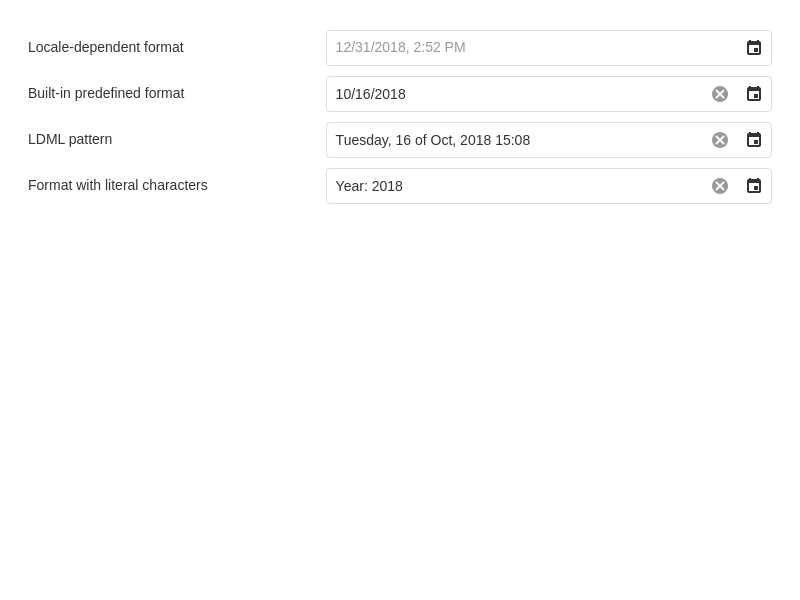 Locale-dependent format 12/31/2018, 2:52 PM
Built-in predefined format 10/16/2018
LDML pattern Tuesday, 16 of Oct, 2018 15:08
Format with literal characters Year: 2018